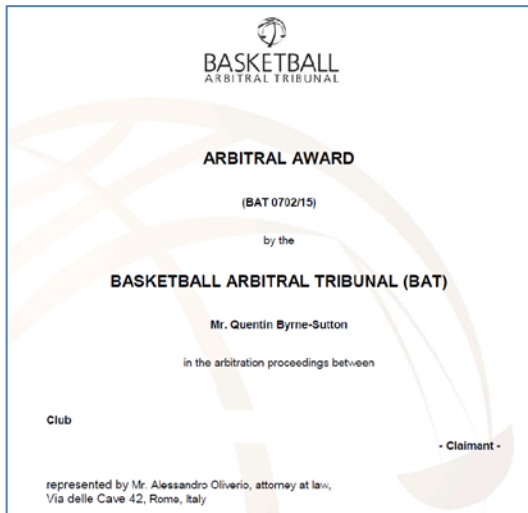 BASKETBALL
ARBITRAL TRIBUNAL
ARBITRAL AWARD
(BAT 0702/15)
by the
BASKETBALL ARBITRAL TRIBUNAL (BAT)
Mr. Quentin Byrne-Sutton
in the arbitration proceedings between
Club
- Claimant -
represented by Mr. Alessandro Oliverio, attorney at law,
Via delle Cave 42, Rome, Italy